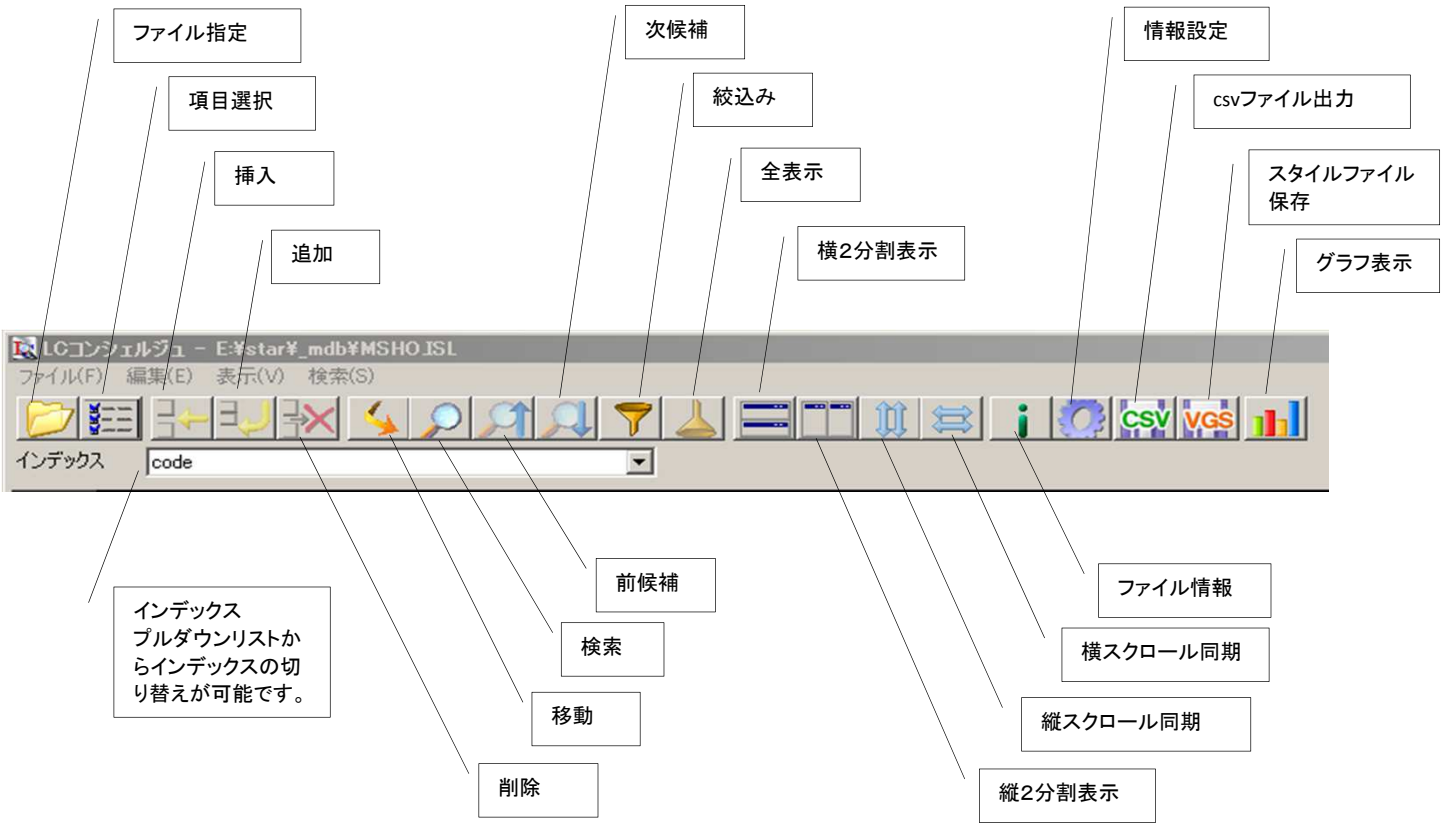 ファイル指定
次候補
情報設定
項目選択
絞込み
csvファイル出力
挿入
全表示
スタイルファイル
保存
追加
横2分割表示
グラフ表示
LCコンシェルジュ - E:¥star¥_mdb¥MSHO.ISL
ファイル(F) 編集(E) 表示(V) 検索(S)
CSV VGS
インデックス code
前候補
ファイル情報
インデックス
プルダウンリストか
らインデックスの切
り替えが可能です。
検索
横スクロール同期
移動
縦スクロール同期
削除
縦2分割表示